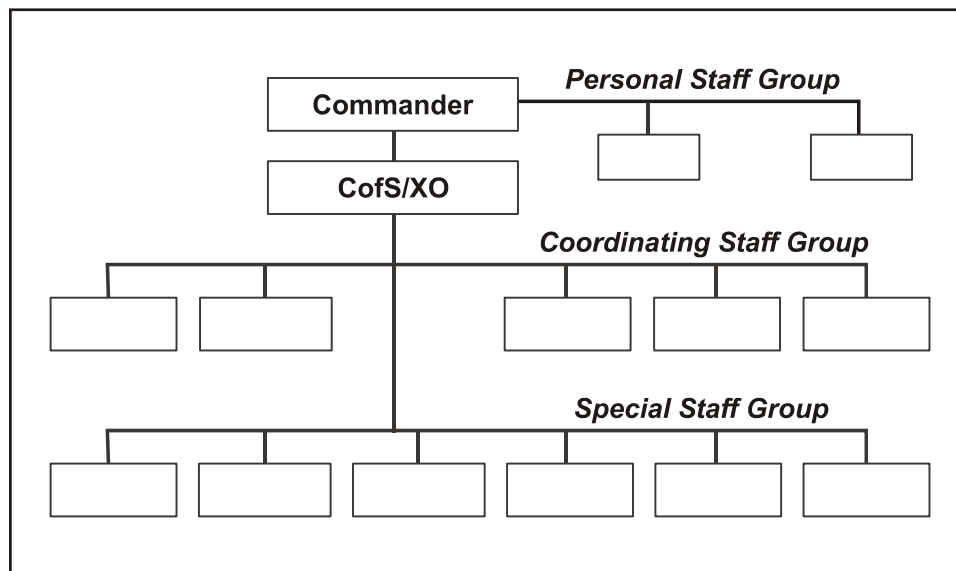 Personal Staff Group
Commander
CofS/XO
Coordinating Staff Group
Special Staff Group